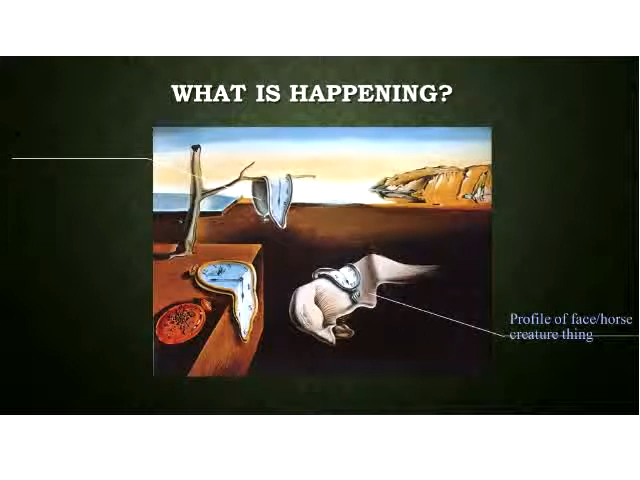 WHAT IS HAPPENING?
Profile of face/horse
creature thing